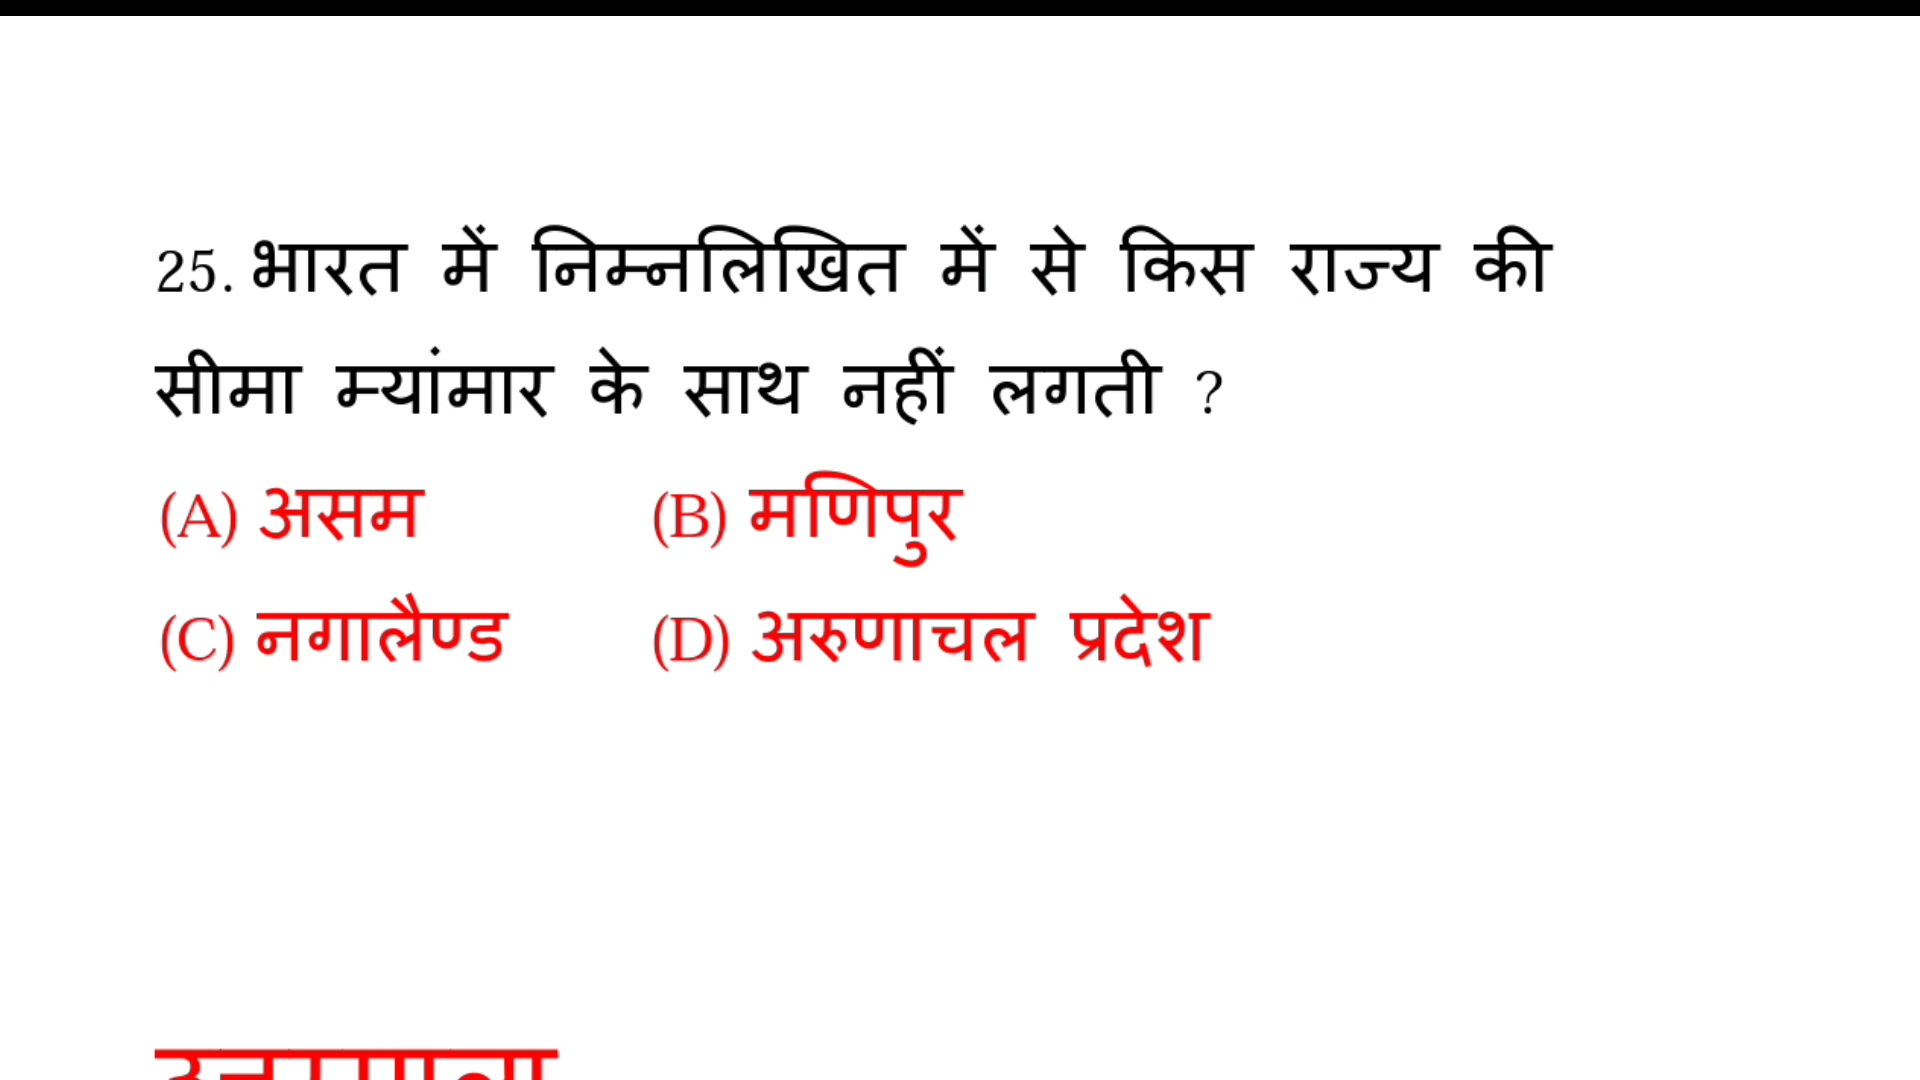 25. भारत में निम्नलिखित में से किस राज्य की
सीमा म्यांमार के साथ नहीं लगती ?
(A) असम (B) मणिपुर
(C) नगालैण्ड (D) अरुणाचल प्रदेश